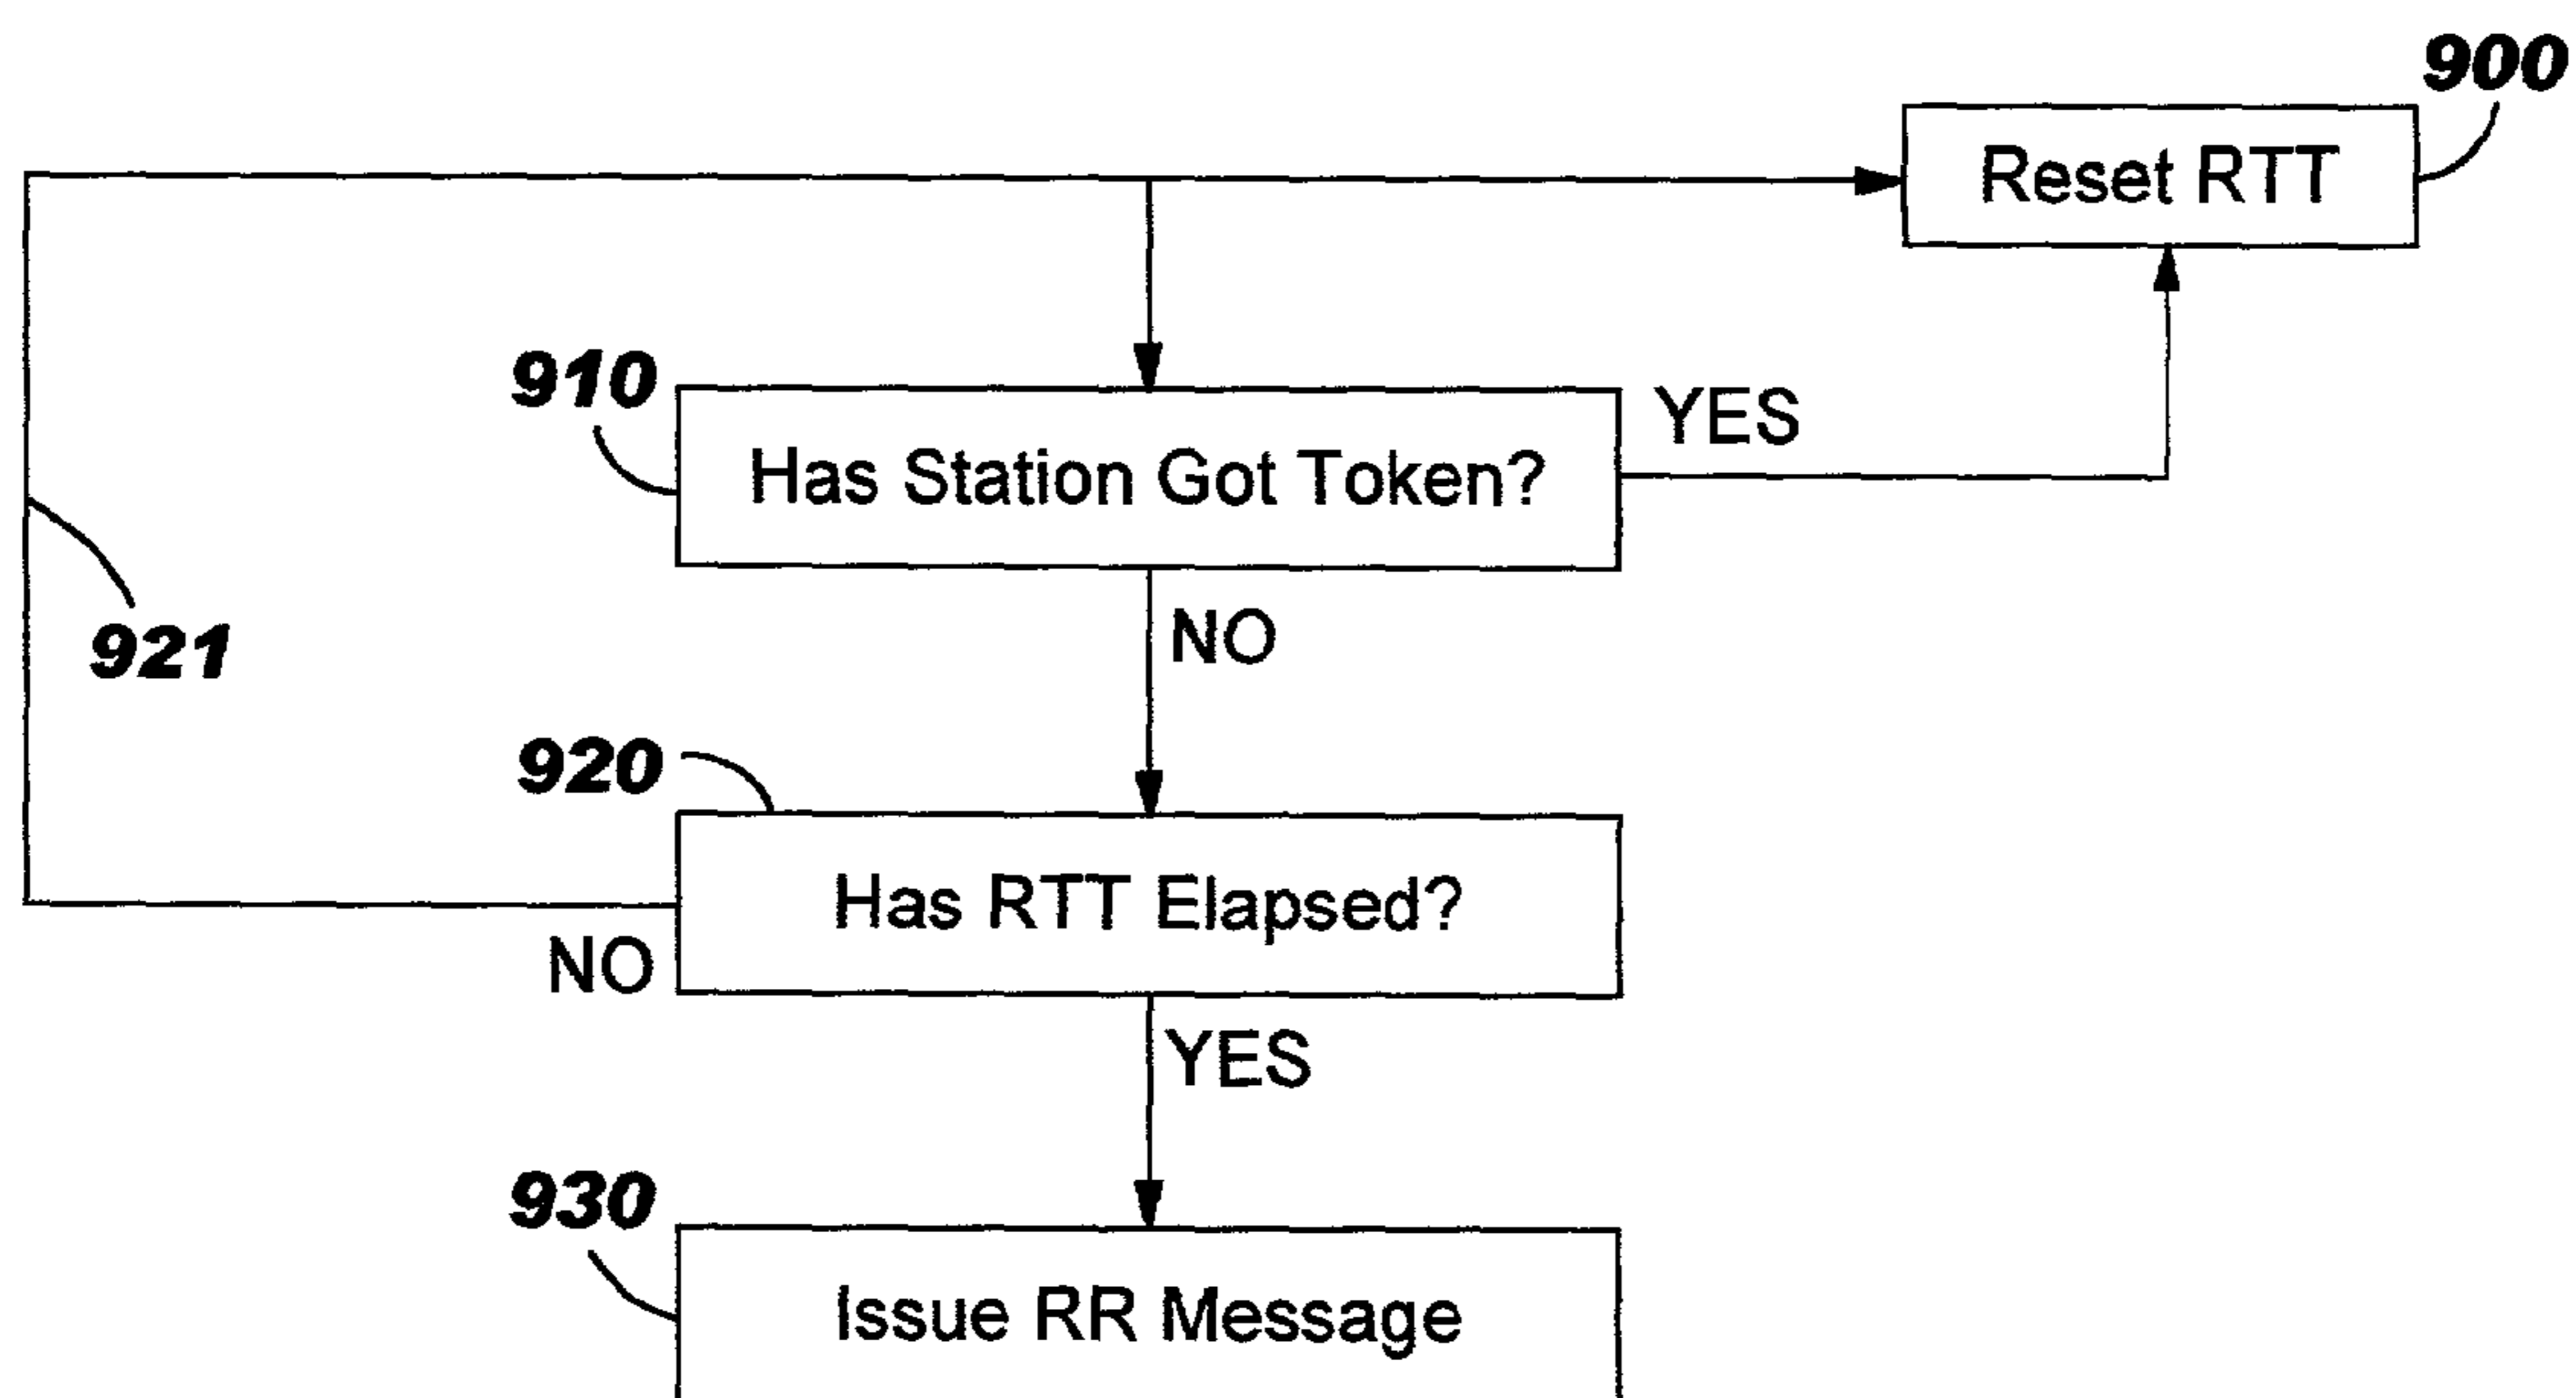 900
Reset RTT
910
Has Station Got Token?
YES
NO
921
920
Has RTT Elapsed?
NO
YES
930
Issue RR Message